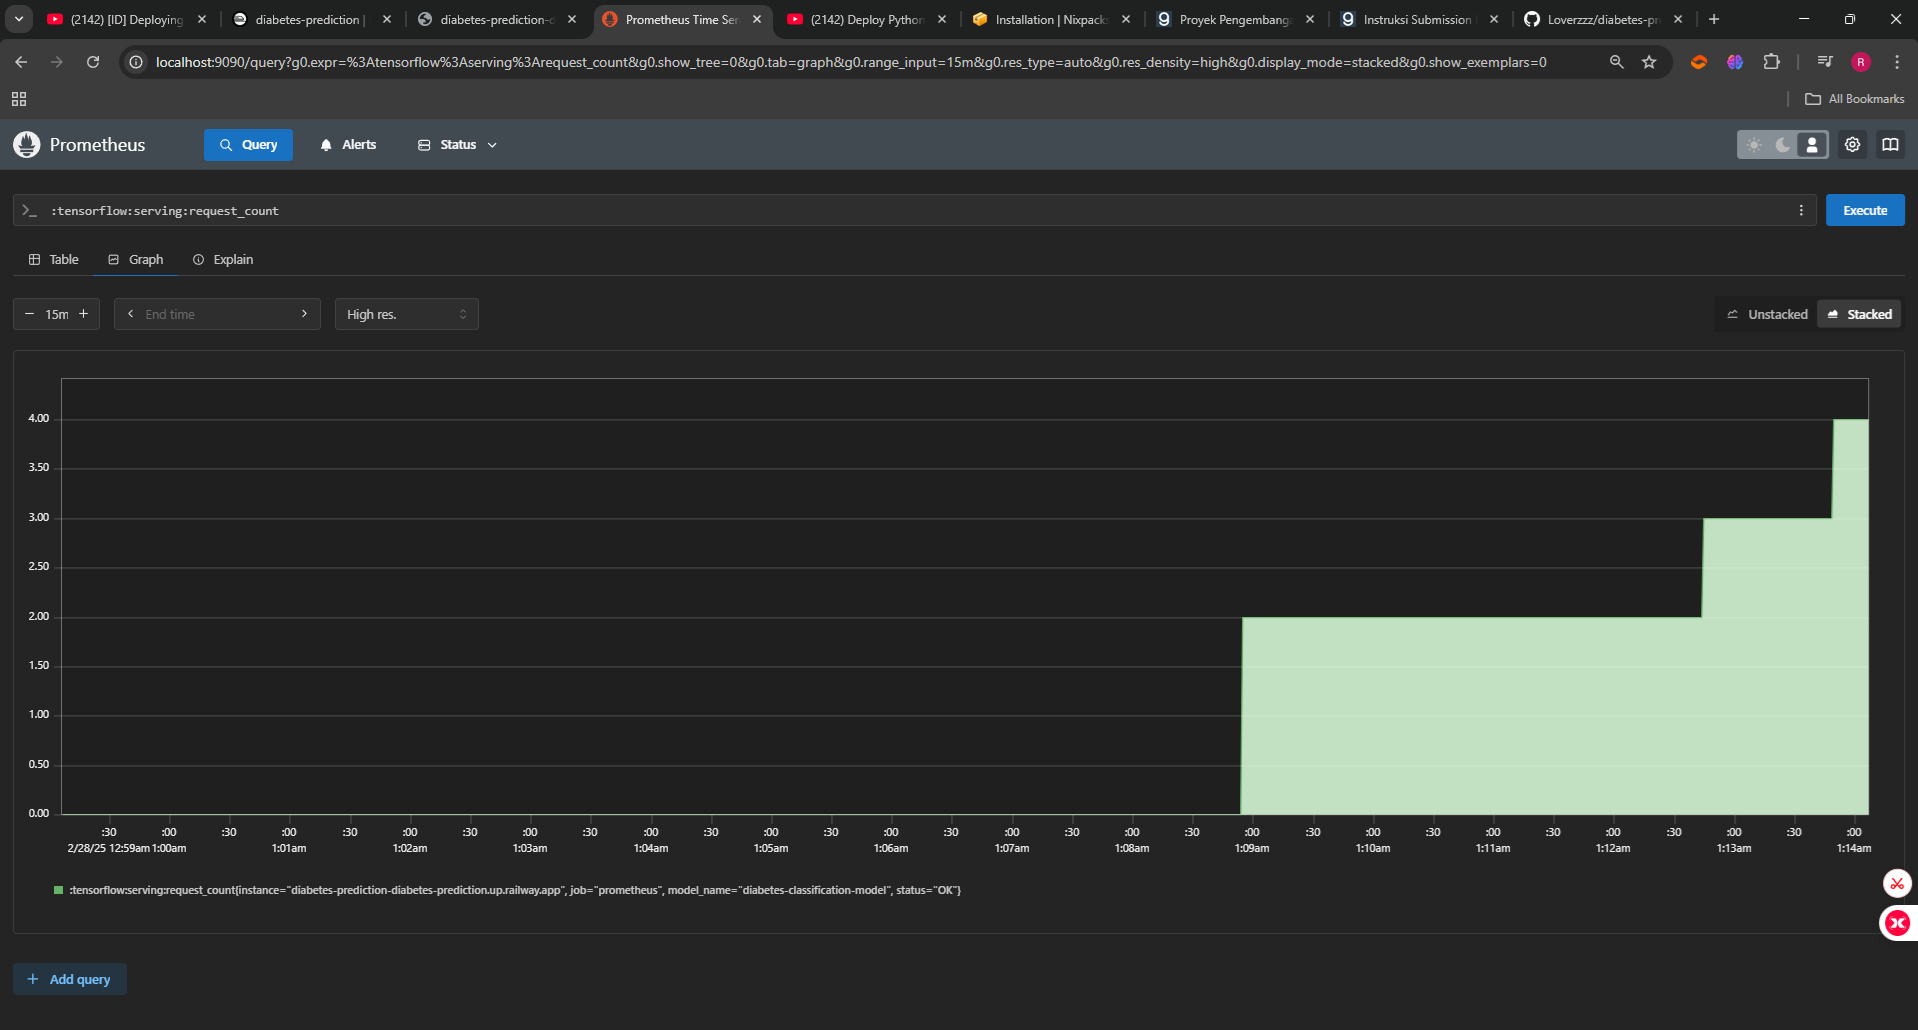 (2142) [ID] Deploying
diabetes-prediction |
diabetes-prediction-d
Prometheus Time Ser
(2142) Deploy Python
Installation | Nixpacks
Proyek Pengembanga
Instruksi Submission
Loverzzz/diabetes-pr
localhost:9090/query?g0.expr=%3Atensorflow%3Aserving%3Arequest_count&g0.show_tree=0&g0.tab=graph&g0.range_input=15m&g0.res_type=auto&g0.res_density=high&g0.display_mode=stacked&g0.show_exemplars=0
R
All Bookmarks
Prometheus
Query
Alerts
Status
:tensorflow:serving:request_count
Execute
Table
Graph
Explain
15m
End time
High res.
Unstacked
Stacked
4.00
3.50
3.00
2.50
2.00
1.50
1.00
0.50
0.00
:30 :00 :30 :00 :30 :00 :30 :00 :30 :00 :30 :00 :30 :00 :30 :00 :30 :00 :30 :00 :30 :00 :30 :00 :30 :00 :30 :00 :30 :00
2/28/25 12:59am 1:00am 1:01am 1:02am 1:03am 1:04am 1:05am 1:06am 1:07am 1:08am 1:09am 1:10am 1:11am 1:12am 1:13am 1:14am
:tensorflow:serving:request_count{instance="diabetes-prediction-diabetes-prediction.up.railway.app", job="prometheus", model_name="diabetes-classification-model", status="OK"}
Add query